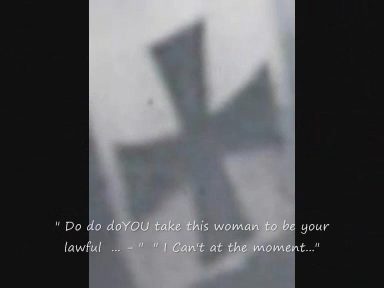 " Do do doYOU take this woman to be your
lawful ... - " " I Can't at the moment..."